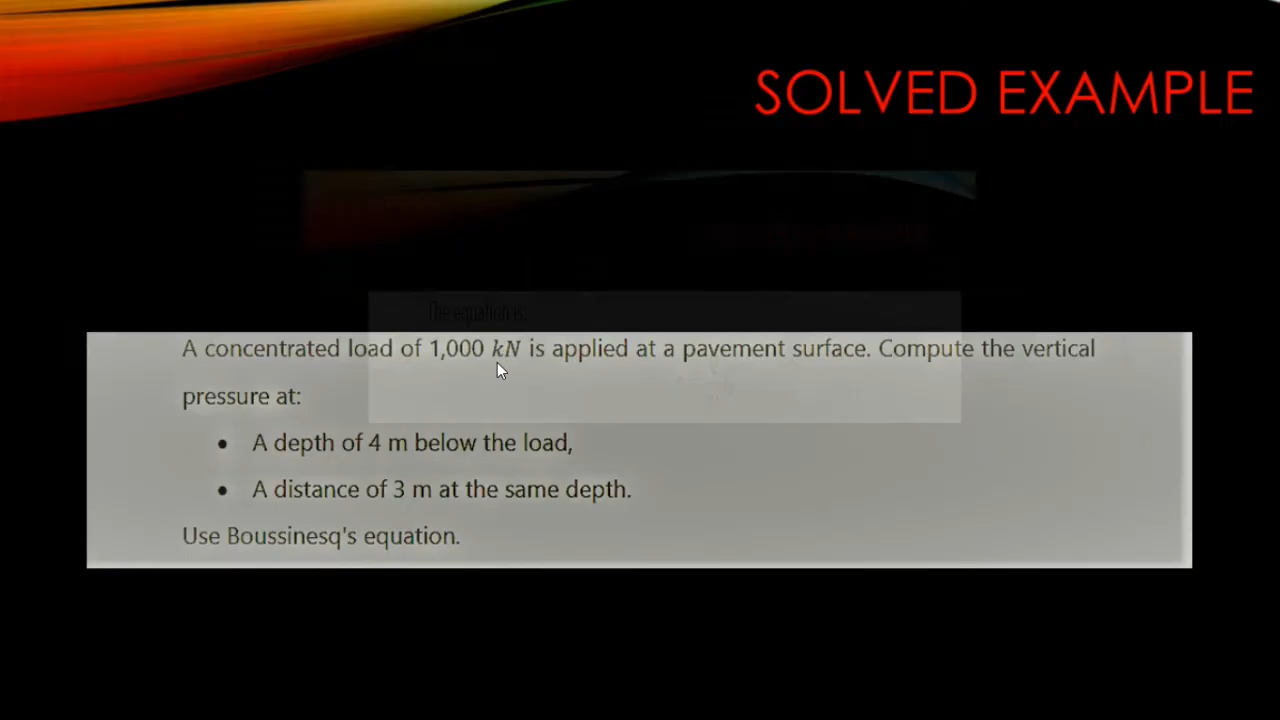 SOLVED EXAMPLE
The equation is:
A concentrated load of 1,000 kN is applied at a pavement surface. Compute the vertical
pressure at:
• A depth of 4 m below the load,
• A distance of 3 m at the same depth.
Use Boussinesq's equation.